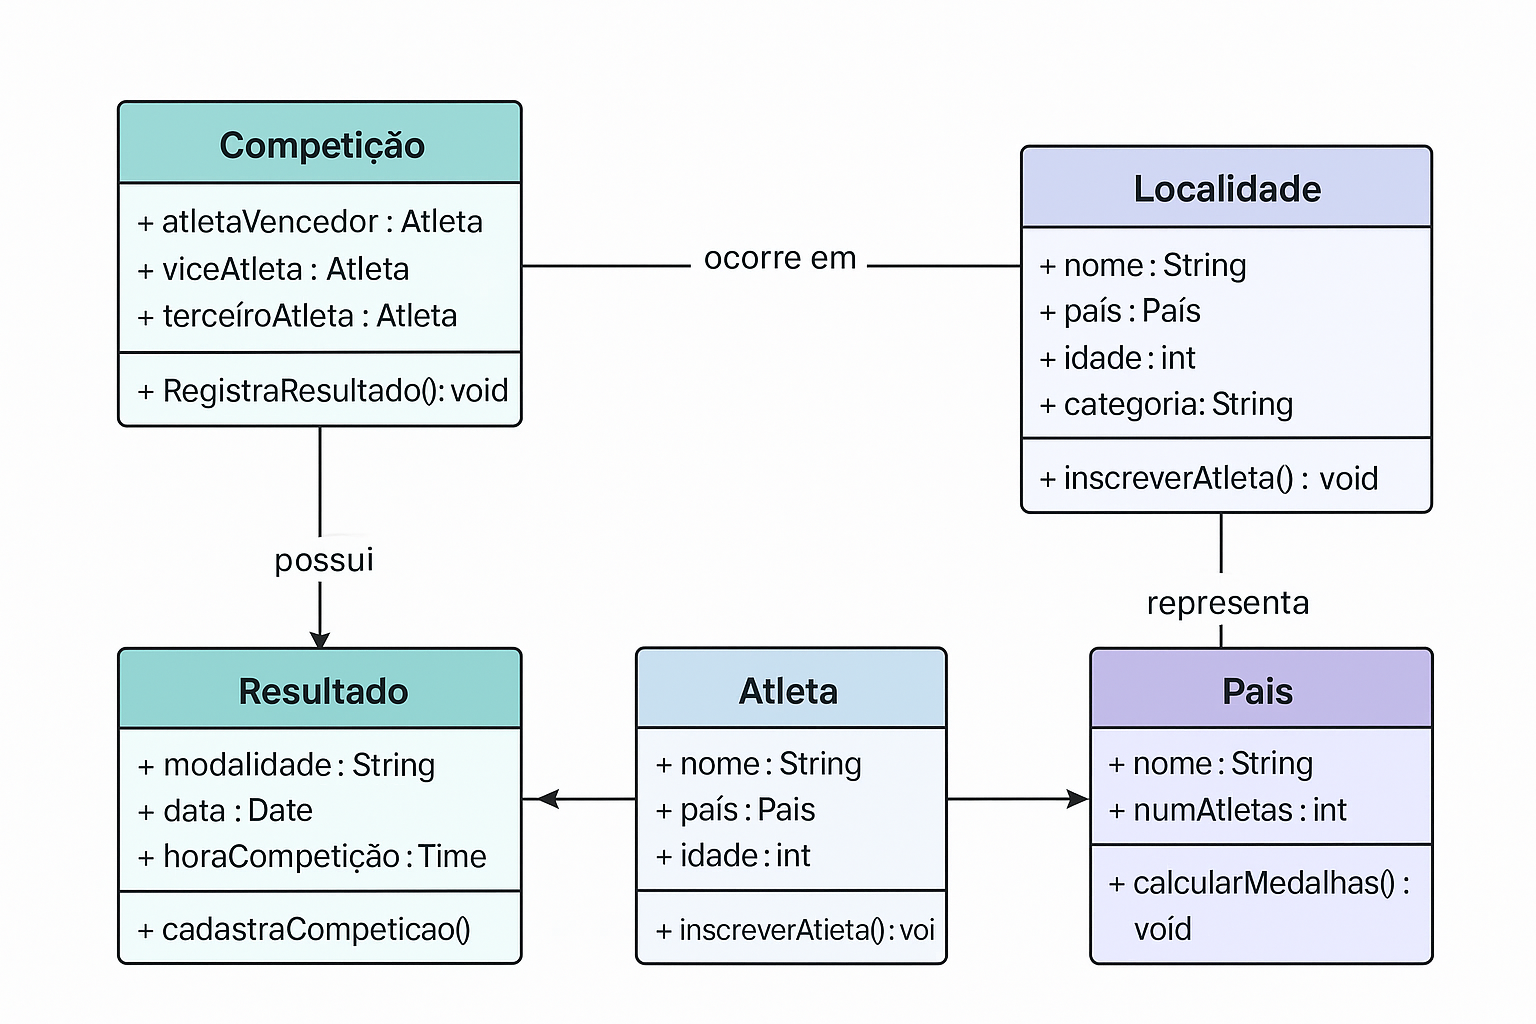 Competição
+ atletaVencedor : Atleta
+ viceAtleta : Atleta
+ terceíroAtleta : Atleta
+ RegistraResultado(): void
ocorre em
Localidade
+ nome : String
+ país : País
+ idade : int
+ categoria: String
+ inscreverAtleta() : void
possui
representa
Resultado
+ modalidade : String
+ data : Date
+ horaCompetição : Time
+ cadastraCompeticao()
Atleta
+ nome : String
+ país : Pais
+ idade : int
+ inscreverAtieta() : voi
Pais
+ nome : String
+ numAtletas : int
+ calcularMedalhas() :
voíd